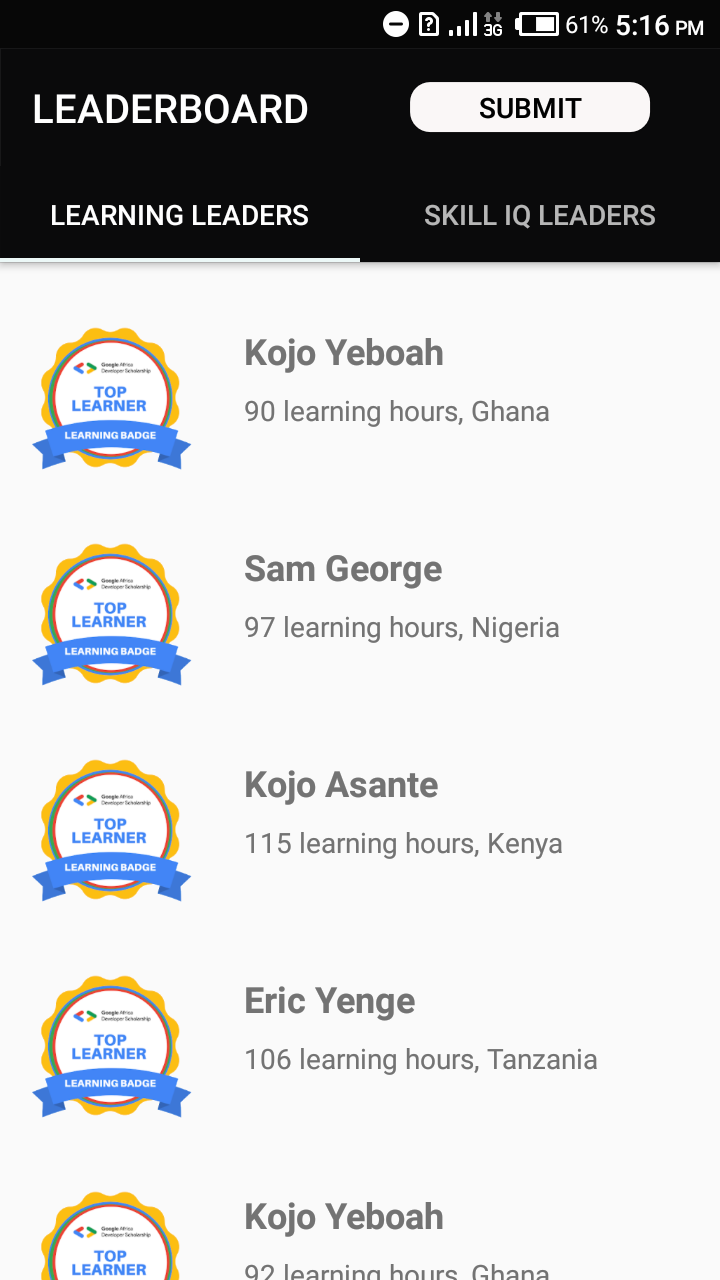 3G 61% 5:16 PM
LEADERBOARD
SUBMIT
LEARNING LEADERS
SKILL IQ LEADERS
Google Africa
Developer Scholarship
TOP
LEARNER
LEARNING BADGE
Kojo Yeboah
90 learning hours, Ghana
Google Africa
Developer Scholarship
TOP
LEARNER
LEARNING BADGE
Sam George
97 learning hours, Nigeria
Google Africa
Developer Scholarship
TOP
LEARNER
LEARNING BADGE
Kojo Asante
115 learning hours, Kenya
Google Africa
Developer Scholarship
TOP
LEARNER
LEARNING BADGE
Eric Yenge
106 learning hours, Tanzania
Google Africa
Developer Scholarship
TOP
Kojo Yeboah
92 learning hours, Ghana